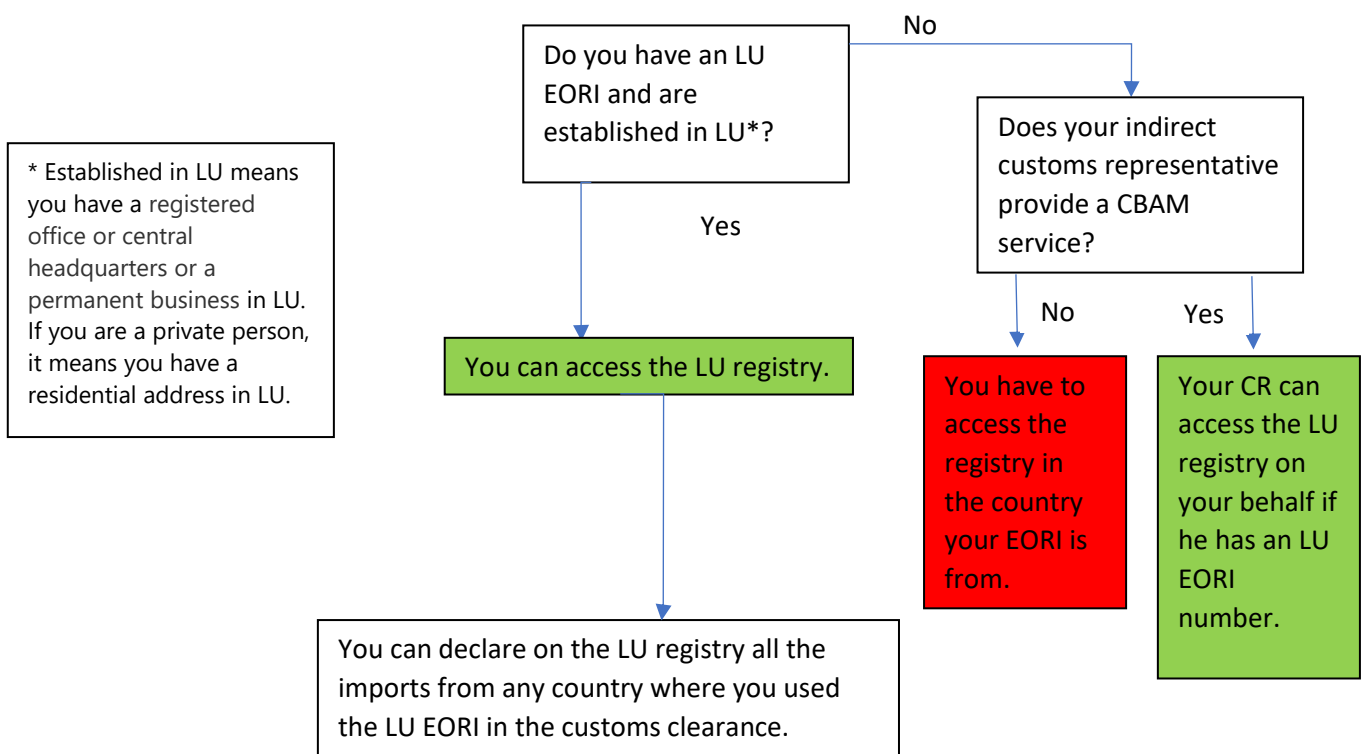 No
Do you have an LU
EORI and are
established in LU*?
Does your indirect
customs representative
provide a CBAM
service?
* Established in LU means
you have a registered
office or central
headquarters or a
permanent business in LU.
If you are a private person,
it means you have a
residential address in LU.
Yes
No
Yes
You can access the LU registry.
You have to
access the
registry in
the country
your EORI is
from.
Your CR can
access the LU
registry on
your behalf if
he has an LU
EORI
number.
You can declare on the LU registry all the
imports from any country where you used
the LU EORI in the customs clearance.